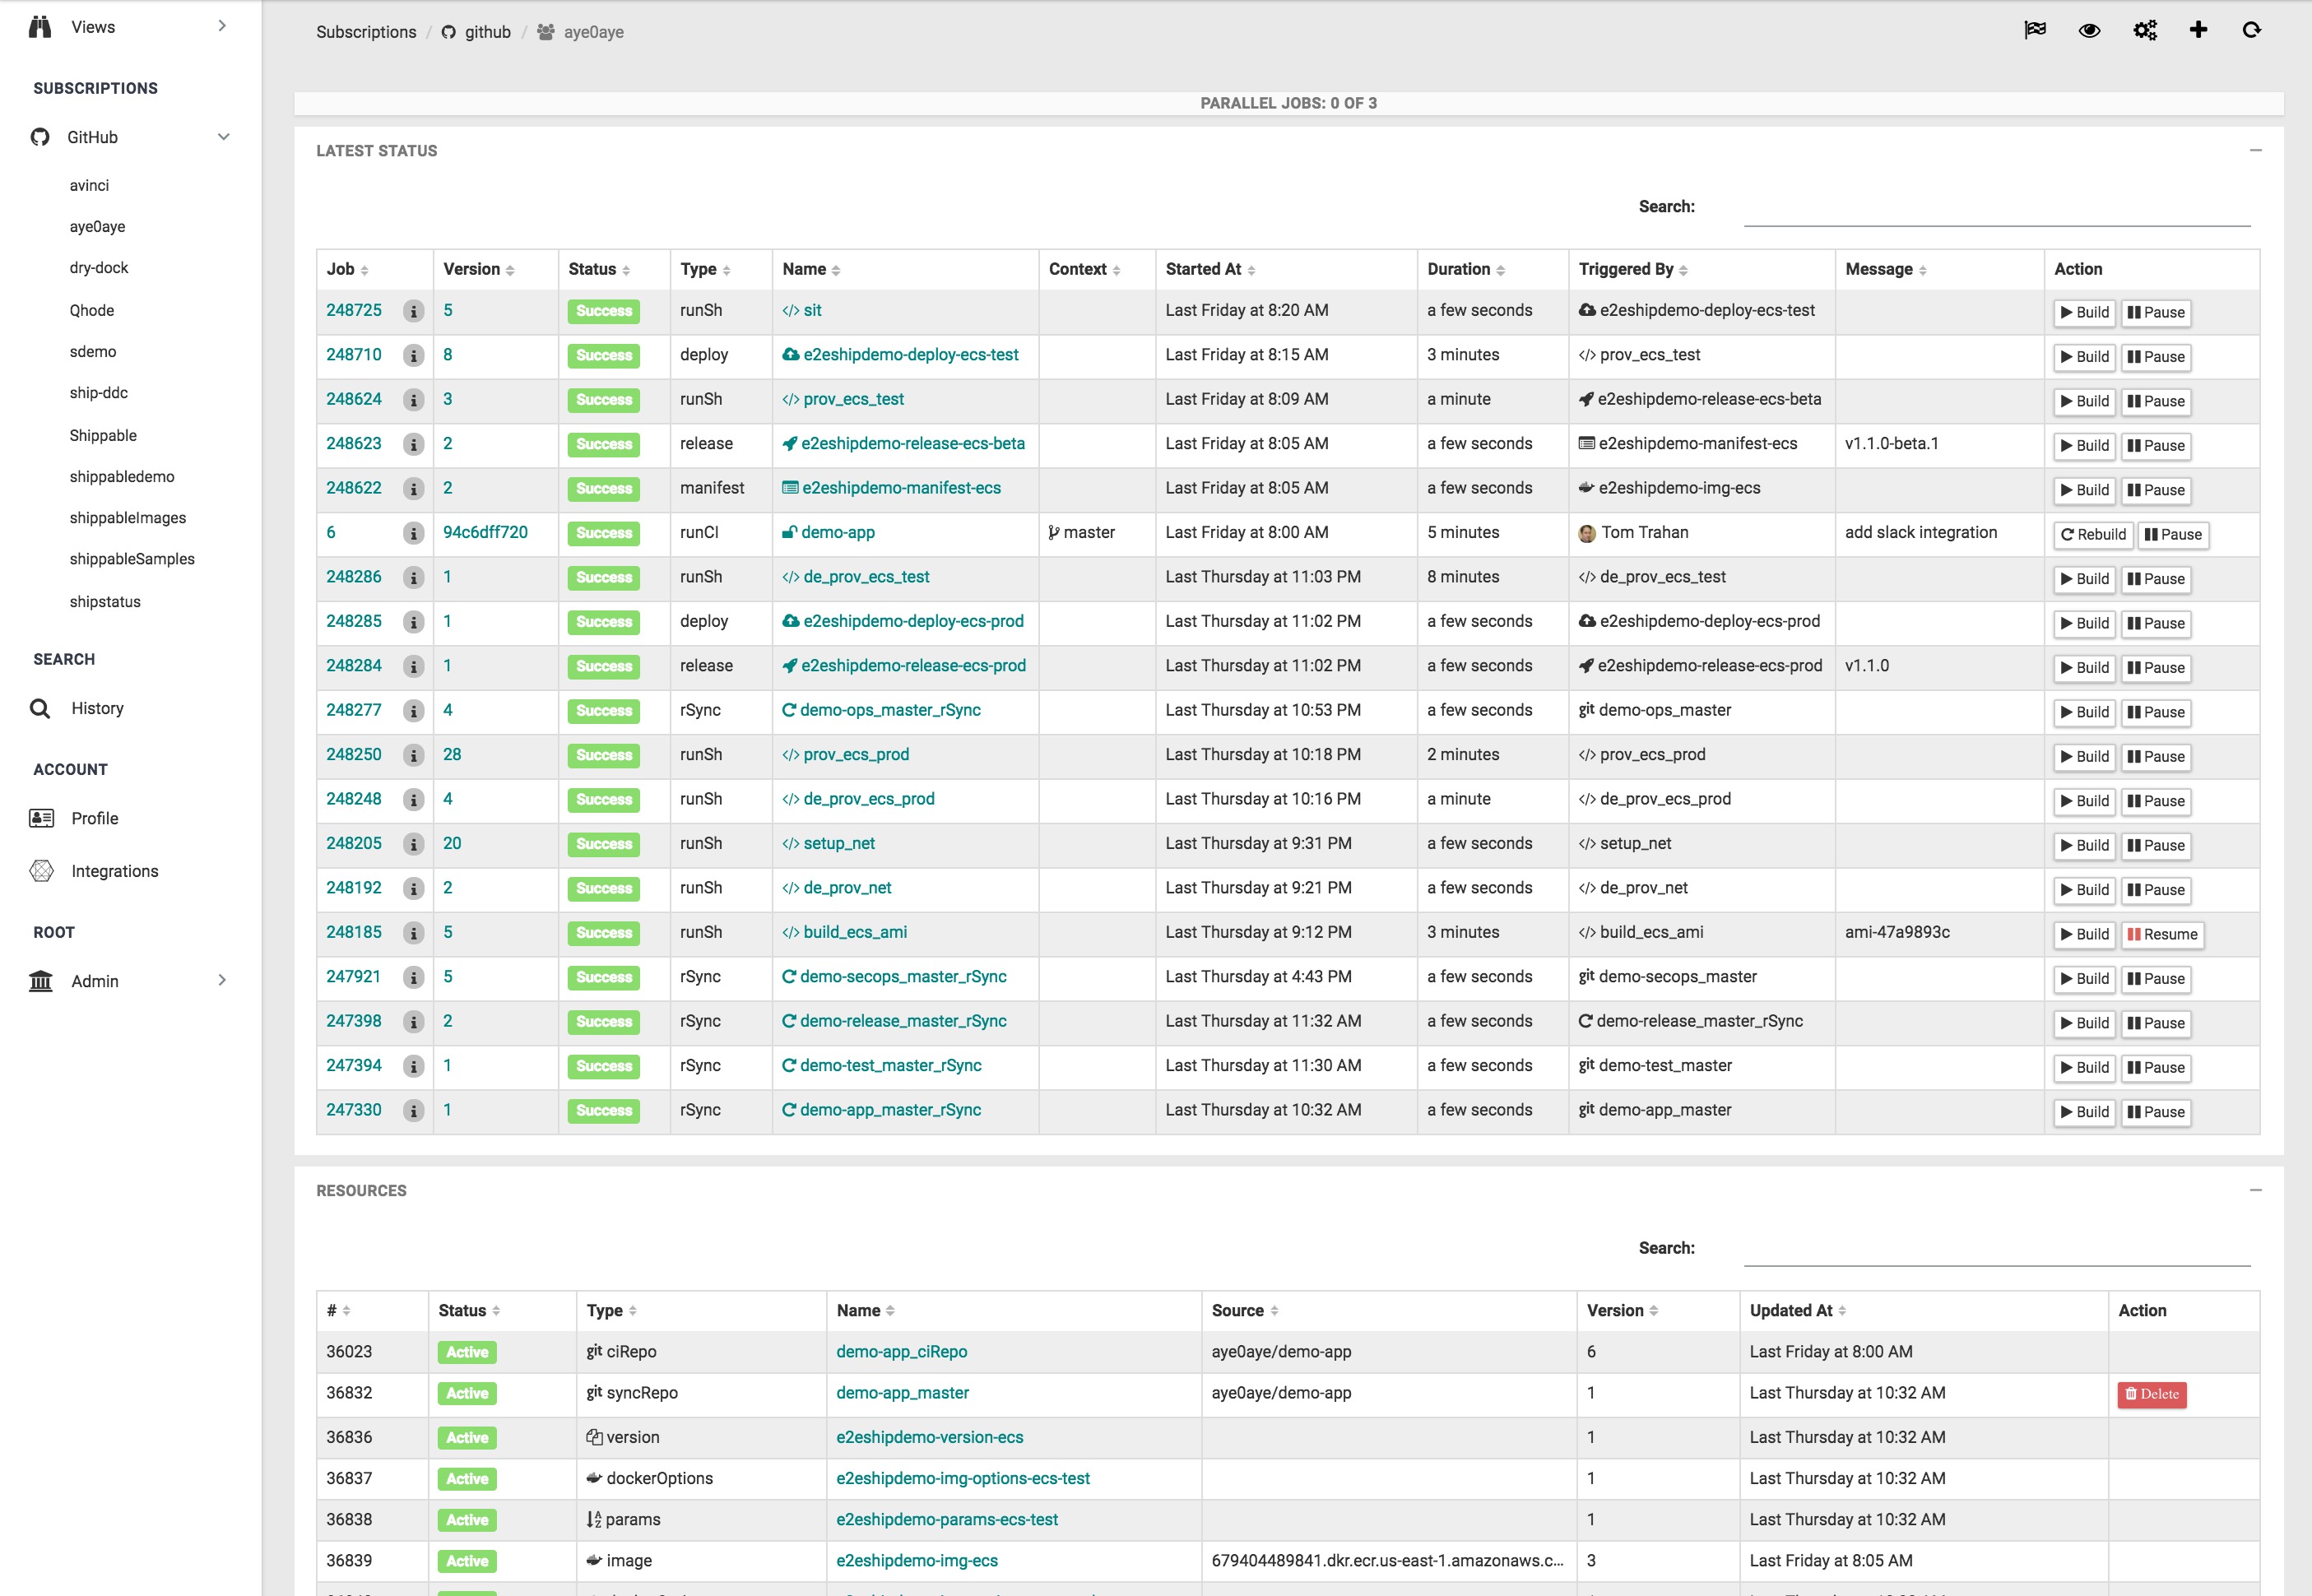 Views
SUBSCRIPTIONS
GitHub
avinci
aye0aye
dry-dock
Qhode
sdemo
ship-ddc
Shippable
shippabledemo
shippableImages
shippableSamples
shipstatus
SEARCH
History
ACCOUNT
Profile
Integrations
ROOT
Admin
Subscriptions / github / aye0aye
PARALLEL JOBS: 0 OF 3
LATEST STATUS
Search:
Job Version Status Type Name Context Started At Duration Triggered By Message Action
248725 5 Success runSh </> sit Last Friday at 8:20 AM a few seconds e2eshipdemo-deploy-ecs-test Build Pause
248710 8 Success deploy e2eshipdemo-deploy-ecs-test Last Friday at 8:15 AM 3 minutes </> prov_ecs_test Build Pause
248624 3 Success runSh </> prov_ecs_test Last Friday at 8:09 AM a minute e2eshipdemo-release-ecs-beta Build Pause
248623 2 Success release e2eshipdemo-release-ecs-beta Last Friday at 8:05 AM a few seconds e2eshipdemo-manifest-ecs v1.1.0-beta.1 Build Pause
248622 2 Success manifest e2eshipdemo-manifest-ecs Last Friday at 8:05 AM a few seconds e2eshipdemo-img-ecs Build Pause
6 94c6dff720 Success runCI demo-app master Last Friday at 8:00 AM 5 minutes Tom Trahan add slack integration Rebuild Pause
248286 1 Success runSh </> de_prov_ecs_test Last Thursday at 11:03 PM 8 minutes </> de_prov_ecs_test Build Pause
248285 1 Success deploy e2eshipdemo-deploy-ecs-prod Last Thursday at 11:02 PM a few seconds e2eshipdemo-deploy-ecs-prod Build Pause
248284 1 Success release e2eshipdemo-release-ecs-prod Last Thursday at 11:02 PM a few seconds e2eshipdemo-release-ecs-prod v1.1.0 Build Pause
248277 4 Success rSync demo-ops_master_rSync Last Thursday at 10:53 PM a few seconds git demo-ops_master Build Pause
248250 28 Success runSh </> prov_ecs_prod Last Thursday at 10:18 PM 2 minutes </> prov_ecs_prod Build Pause
248248 4 Success runSh </> de_prov_ecs_prod Last Thursday at 10:16 PM a minute </> de_prov_ecs_prod Build Pause
248205 20 Success runSh </> setup_net Last Thursday at 9:31 PM a few seconds </> setup_net Build Pause
248192 2 Success runSh </> de_prov_net Last Thursday at 9:21 PM a few seconds </> de_prov_net Build Pause
248185 5 Success runSh </> build_ecs_ami Last Thursday at 9:12 PM 3 minutes </> build_ecs_ami ami-47a9893c Build Resume
247921 5 Success rSync demo-secops_master_rSync Last Thursday at 4:43 PM a few seconds git demo-secops_master Build Pause
247398 2 Success rSync demo-release_master_rSync Last Thursday at 11:32 AM a few seconds demo-release_master_rSync Build Pause
247394 1 Success rSync demo-test_master_rSync Last Thursday at 11:30 AM a few seconds git demo-test_master Build Pause
247330 1 Success rSync demo-app_master_rSync Last Thursday at 10:32 AM a few seconds git demo-app_master Build Pause
RESOURCES
Search:
# Status Type Name Source Version Updated At Action
36023 Active git ciRepo demo-app_ciRepo aye0aye/demo-app 6 Last Friday at 8:00 AM
36832 Active git syncRepo demo-app_master aye0aye/demo-app 1 Last Thursday at 10:32 AM Delete
36836 Active version e2eshipdemo-version-ecs 1 Last Thursday at 10:32 AM
36837 Active dockerOptions e2eshipdemo-img-options-ecs-test 1 Last Thursday at 10:32 AM
36838 Active params e2eshipdemo-params-ecs-test 1 Last Thursday at 10:32 AM
36839 Active image e2eshipdemo-img-ecs 679404489841.dkr.ecr.us-east-1.amazonaws.c... 3 Last Friday at 8:05 AM